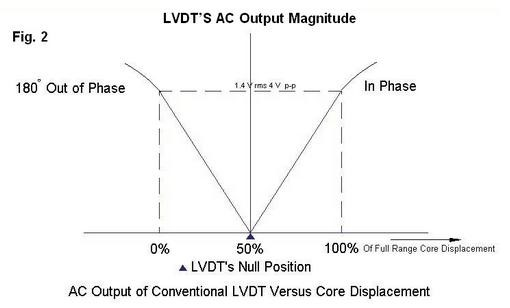 LVDT'S AC Output Magnitude
Fig. 2
180° Out of Phase
1.4 V rms 4 V p-p
In Phase
0%
50%
100%
Of Full Range Core Displacement
LVDT's Null Position
AC Output of Conventional LVDT Versus Core Displacement